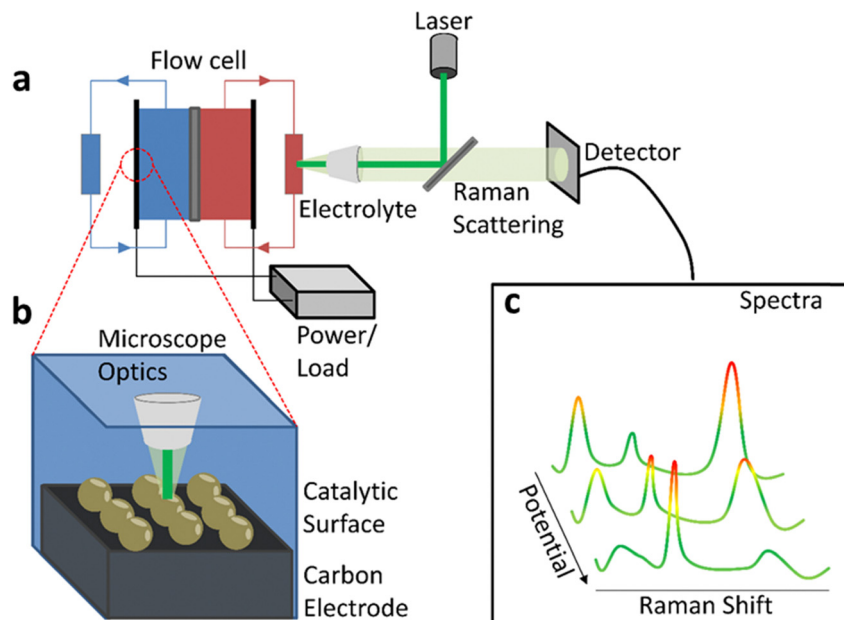 Laser
Flow cell
a
Detector
Electrolyte
Raman
Scattering
Power/
Load
b
Microscope
Optics
Catalytic
Surface
Carbon
Electrode
c
Spectra
Potential
Raman Shift